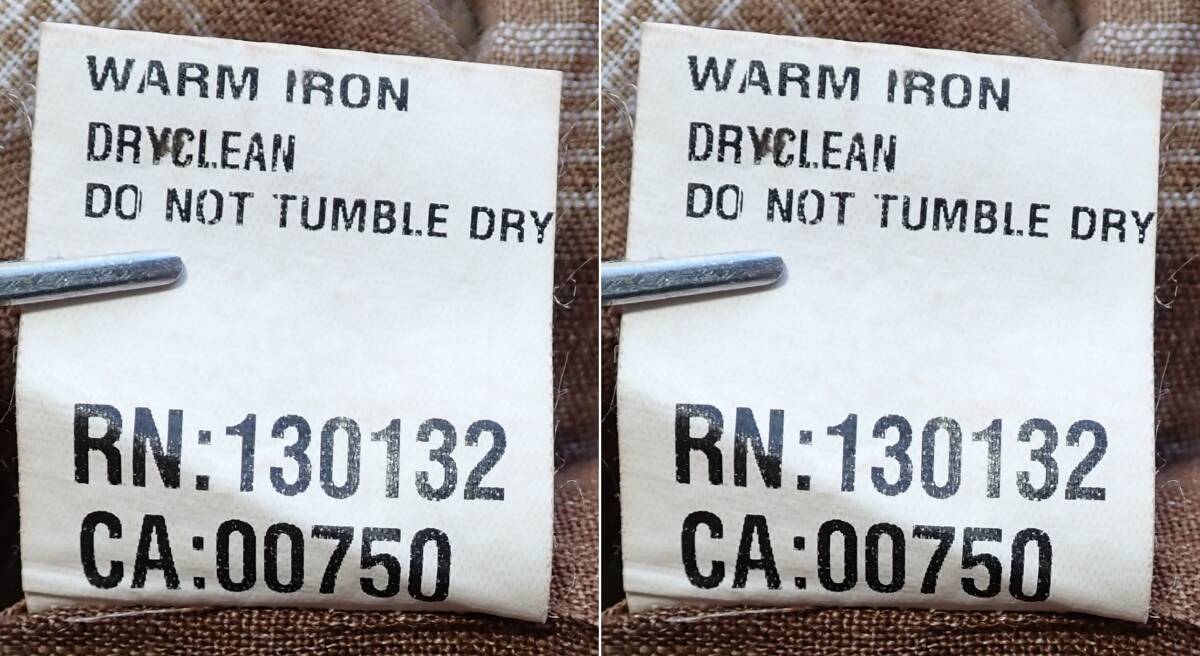 WARM IRON
DRYCLEAN
DO NOT TUMBLE DRY
RN:130132
CA:00750
WARM IRON
DRYCLEAN
DO NOT TUMBLE DRY
RN:130132
CA:00750